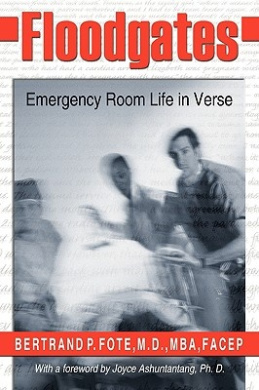 Floodgates
Emergency Room Life in Verse
BERTRAND P. FOTE, M.D., MBA, FACEP
With a foreword by Joyce Ashuntantang, Ph. D.